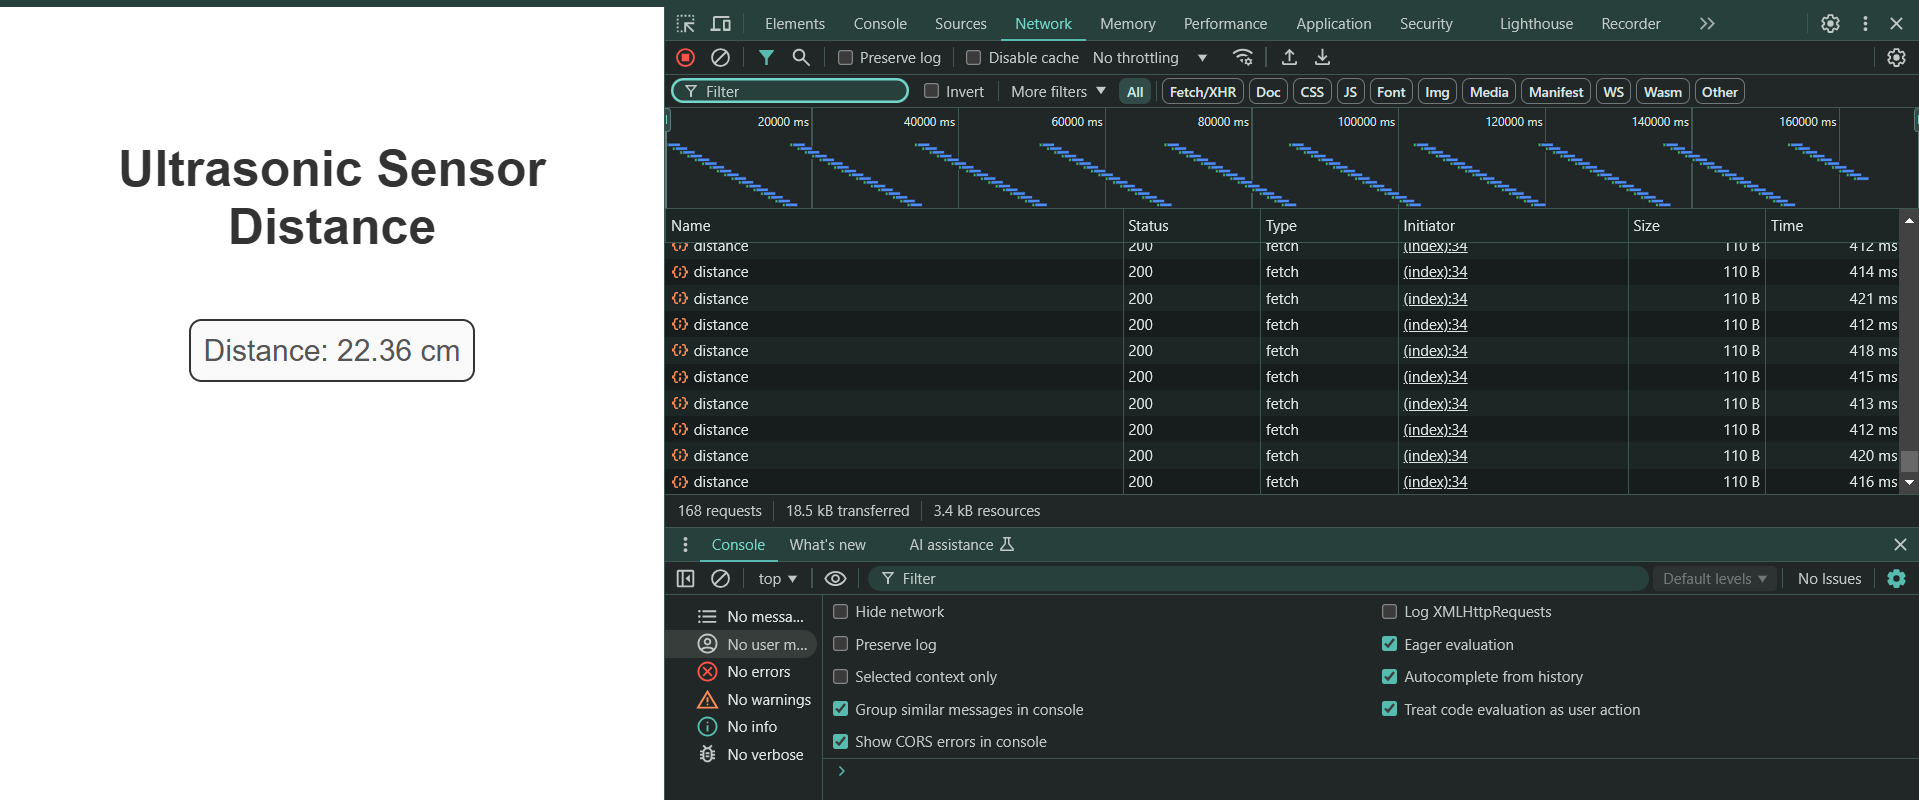 Ultrasonic Sensor
Distance
Distance: 22.36 cm
Elements Console Sources Network Memory Performance Application Security Lighthouse Recorder
Preserve log Disable cache No throttling
Filter Invert More filters All Fetch/XHR Doc CSS JS Font Img Media Manifest WS Wasm Other
20000 ms 40000 ms 60000 ms 80000 ms 100000 ms 120000 ms 140000 ms 160000 ms
Name Status Type Initiator Size Time
distance 200 fetch (index):34 110 B 412 ms
distance 200 fetch (index):34 110 B 414 ms
distance 200 fetch (index):34 110 B 421 ms
distance 200 fetch (index):34 110 B 412 ms
distance 200 fetch (index):34 110 B 418 ms
distance 200 fetch (index):34 110 B 415 ms
distance 200 fetch (index):34 110 B 413 ms
distance 200 fetch (index):34 110 B 412 ms
distance 200 fetch (index):34 110 B 420 ms
distance 200 fetch (index):34 110 B 416 ms
168 requests 18.5 kB transferred 3.4 kB resources
Console What's new AI assistance
top Filter Default levels No Issues
No messa...
No user m...
No errors
No warnings
No info
No verbose
Hide network Log XMLHttpRequests
Preserve log Eager evaluation
Selected context only Autocomplete from history
Group similar messages in console Treat code evaluation as user action
Show CORS errors in console